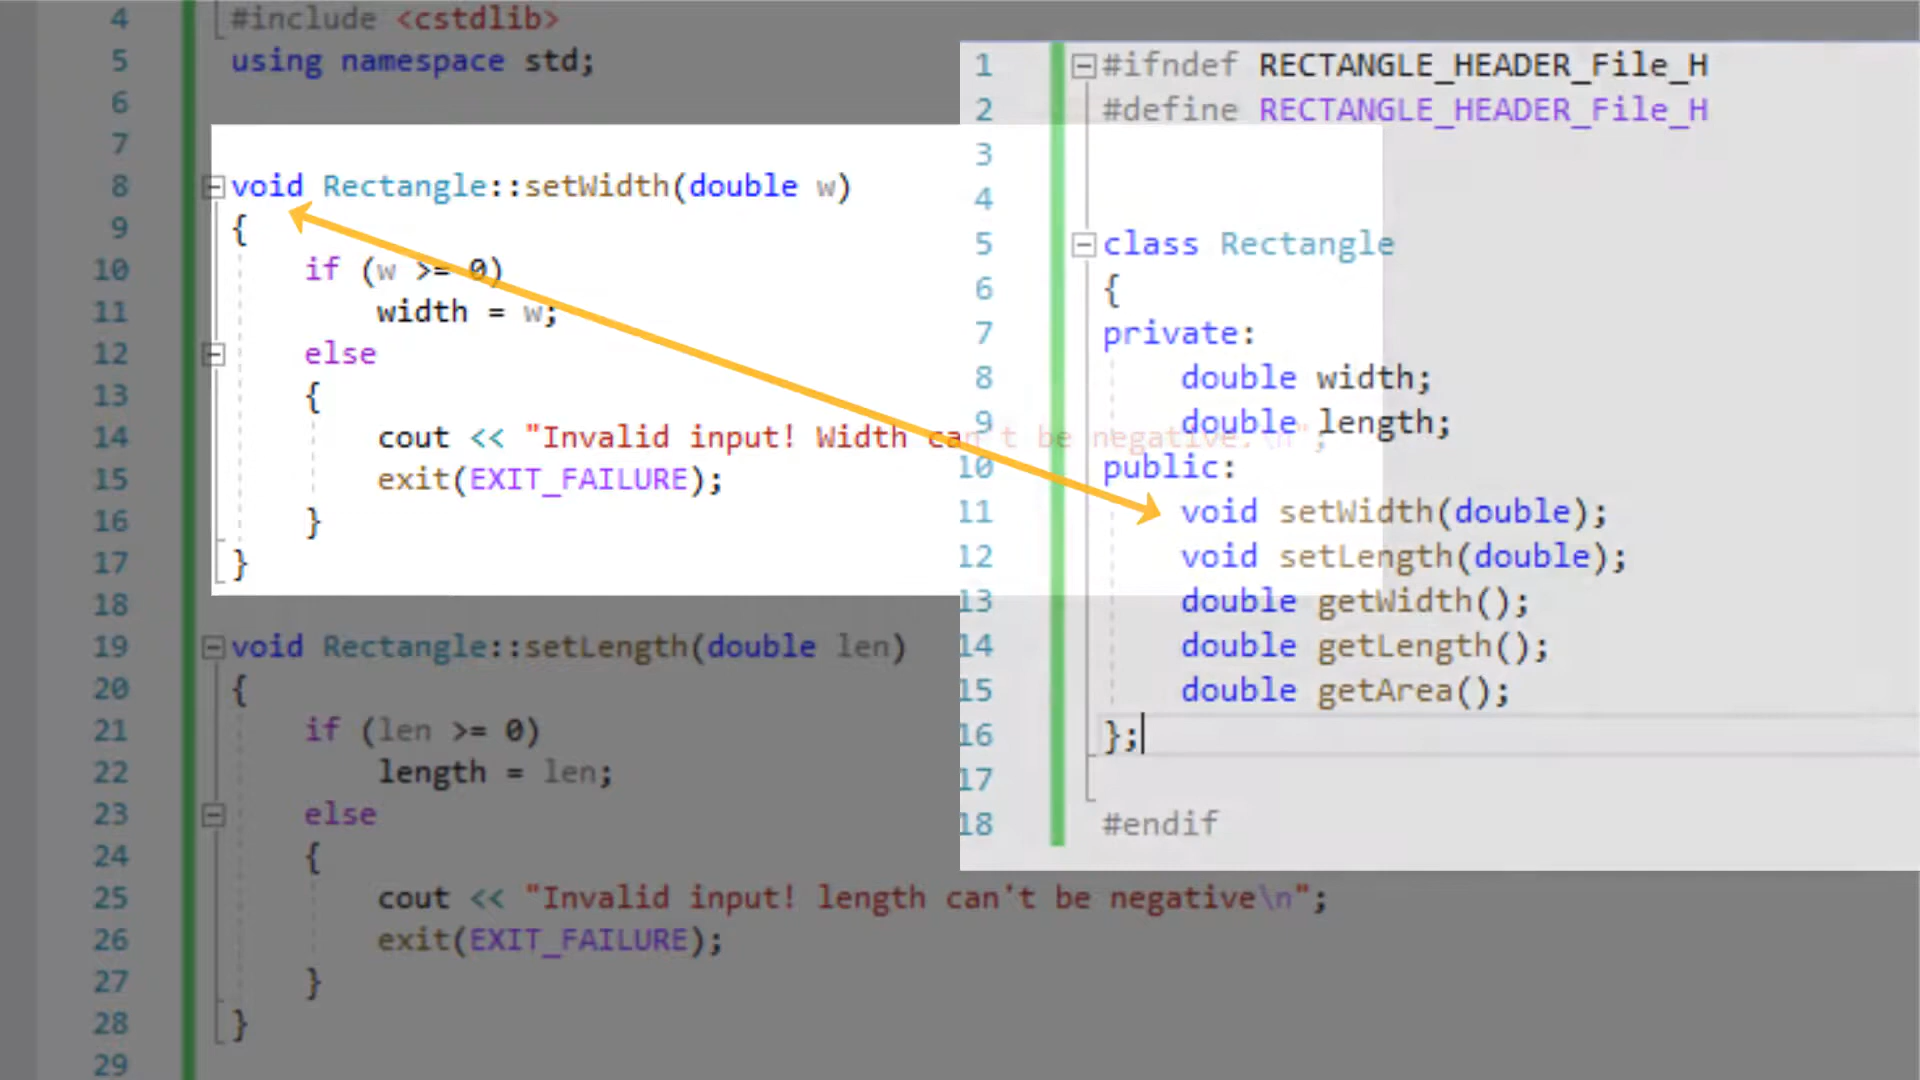 4 #include <cstdlib>
5 using namespace std;
6
7
8 void Rectangle::setWidth(double w)
9 {
10 if (w >= 0)
11 width = w;
12 else
13 {
14 cout << "Invalid input! Width can't be negative.\n";
15 exit(EXIT_FAILURE);
16 }
17 }
18
19 void Rectangle::setLength(double len)
20 {
21 if (len >= 0)
22 length = len;
23 else
24 {
25 cout << "Invalid input! length can't be negative\n";
26 exit(EXIT_FAILURE);
27 }
28 }
29
1 #ifndef RECTANGLE_HEADER_File_H
2 #define RECTANGLE_HEADER_File_H
3
4
5 class Rectangle
6 {
7 private:
8 double width;
9 double length;
10 public:
11 void setWidth(double);
12 void setLength(double);
13 double getWidth();
14 double getLength();
15 double getArea();
16 };
17
18 #endif